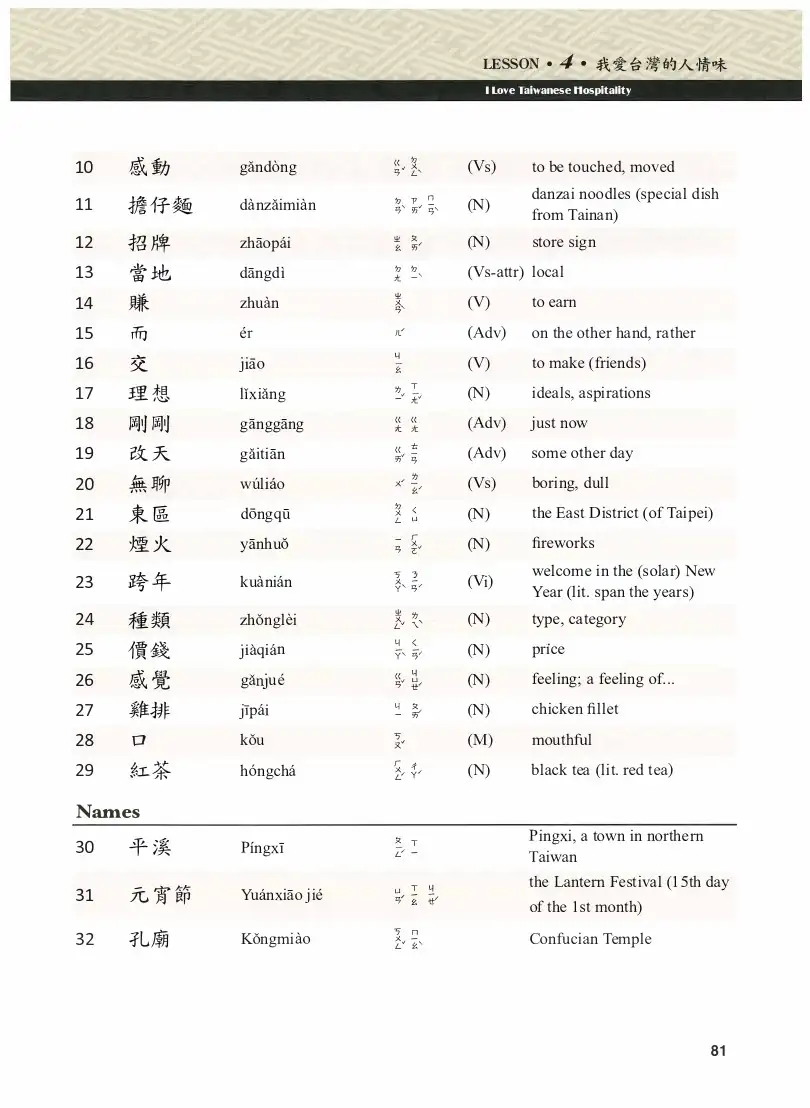 LESSON • 4 • 我愛台灣的人情味
I Love Taiwanese Hospitality
10 感動 gǎndòng ㄍㄢˇ ㄉㄨㄥˋ (Vs) to be touched, moved
11 擔仔麵 dànzǎimiàn ㄉㄢˋ ㄗㄞˇ ㄇㄧㄢˋ (N) danzai noodles (special dish
from Tainan)
12 招牌 zhāopái ㄓㄠ ㄆㄞˊ (N) store sign
13 當地 dāngdì ㄉㄤ ㄉㄧˋ (Vs-attr) local
14 賺 zhuàn ㄓㄨㄢˋ (V) to earn
15 而 ér ㄦˊ (Adv) on the other hand, rather
16 交 jiāo ㄐㄧㄠ (V) to make (friends)
17 理想 lǐxiǎng ㄌㄧˇ ㄒㄧㄤˇ (N) ideals, aspirations
18 剛剛 gānggāng ㄍㄤ ㄍㄤ (Adv) just now
19 改天 gǎitiān ㄍㄞˇ ㄊㄧㄢ (Adv) some other day
20 無聊 wúliáo ㄨˊ ㄌㄧㄠˊ (Vs) boring, dull
21 東區 dōngqū ㄉㄨㄥ ㄑㄩ (N) the East District (of Taipei)
22 煙火 yānhuǒ ㄧㄢ ㄏㄨㄛˇ (N) fireworks
23 跨年 kuànián ㄎㄨㄚˋ ㄋㄧㄢˊ (Vi) welcome in the (solar) New
Year (lit. span the years)
24 種類 zhǒnglèi ㄓㄨㄥˇ ㄌㄟˋ (N) type, category
25 價錢 jiàqián ㄐㄧㄚˋ ㄑㄧㄢˊ (N) price
26 感覺 gǎnjué ㄍㄢˇ ㄐㄩㄝˊ (N) feeling; a feeling of...
27 雞排 jīpái ㄐㄧ ㄆㄞˊ (N) chicken fillet
28 口 kǒu ㄎㄡˇ (M) mouthful
29 紅茶 hóngchá ㄏㄨㄥˊ ㄔㄚˊ (N) black tea (lit. red tea)
Names
30 平溪 Píngxī ㄆㄧㄥˊ ㄒㄧ Pingxi, a town in northern
Taiwan
31 元宵節 Yuánxiāo jié ㄩㄢˊ ㄒㄧㄠ ㄐㄧㄝˊ the Lantern Festival (15th day
of the 1st month)
32 孔廟 Kǒngmiào ㄎㄨㄥˇ ㄇㄧㄠˋ Confucian Temple
81